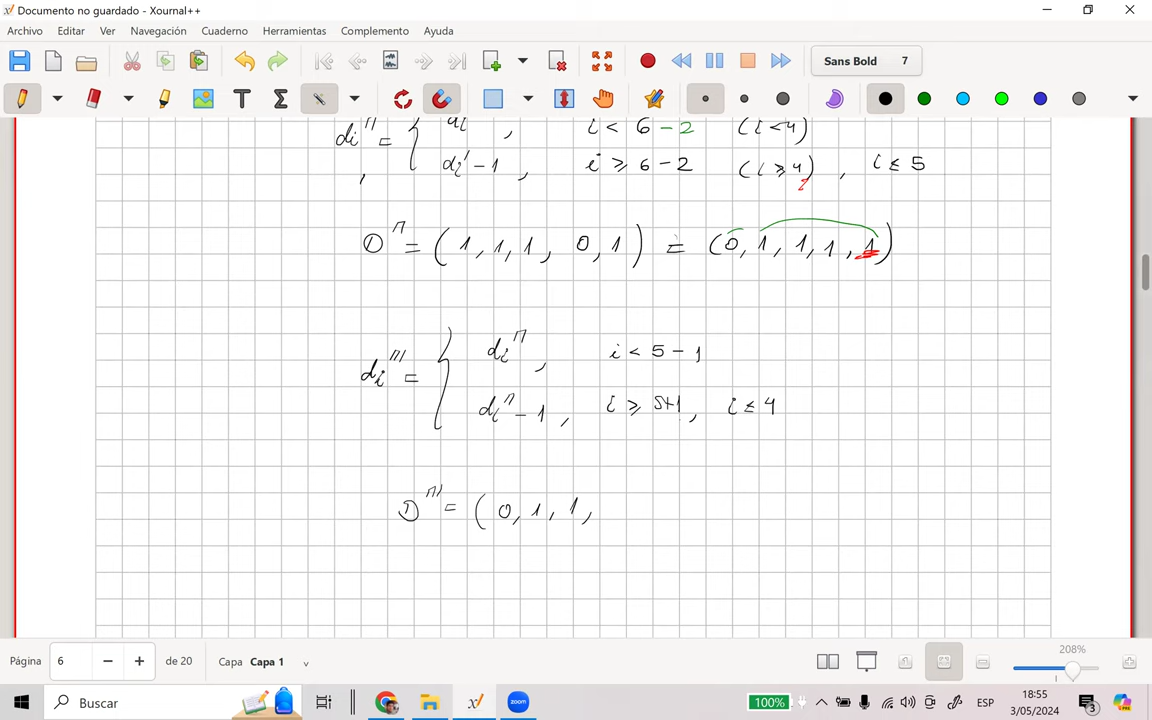 Documento no guardado - Xournal++
Archivo Editar Ver Navegación Cuaderno Herramientas Complemento Ayuda
Sans Bold 7
di'' = { di' , i < 6 - 2 (i < 4)
di' - 1 , i ≥ 6 - 2 (i ≥ 4) , i ≤ 5
D'' = ( 1, 1, 1, 0, 1 ) = (0, 1, 1, 1, 1)
di''' = { di'' , i < 5 - 1
di'' - 1 , i ≥ 5+1 , i ≤ 4
D''' = ( 0, 1, 1,
Página 6 de 20 Capa Capa 1
208%
Buscar
zoom
100%
ESP
18:55
3/05/2024
3